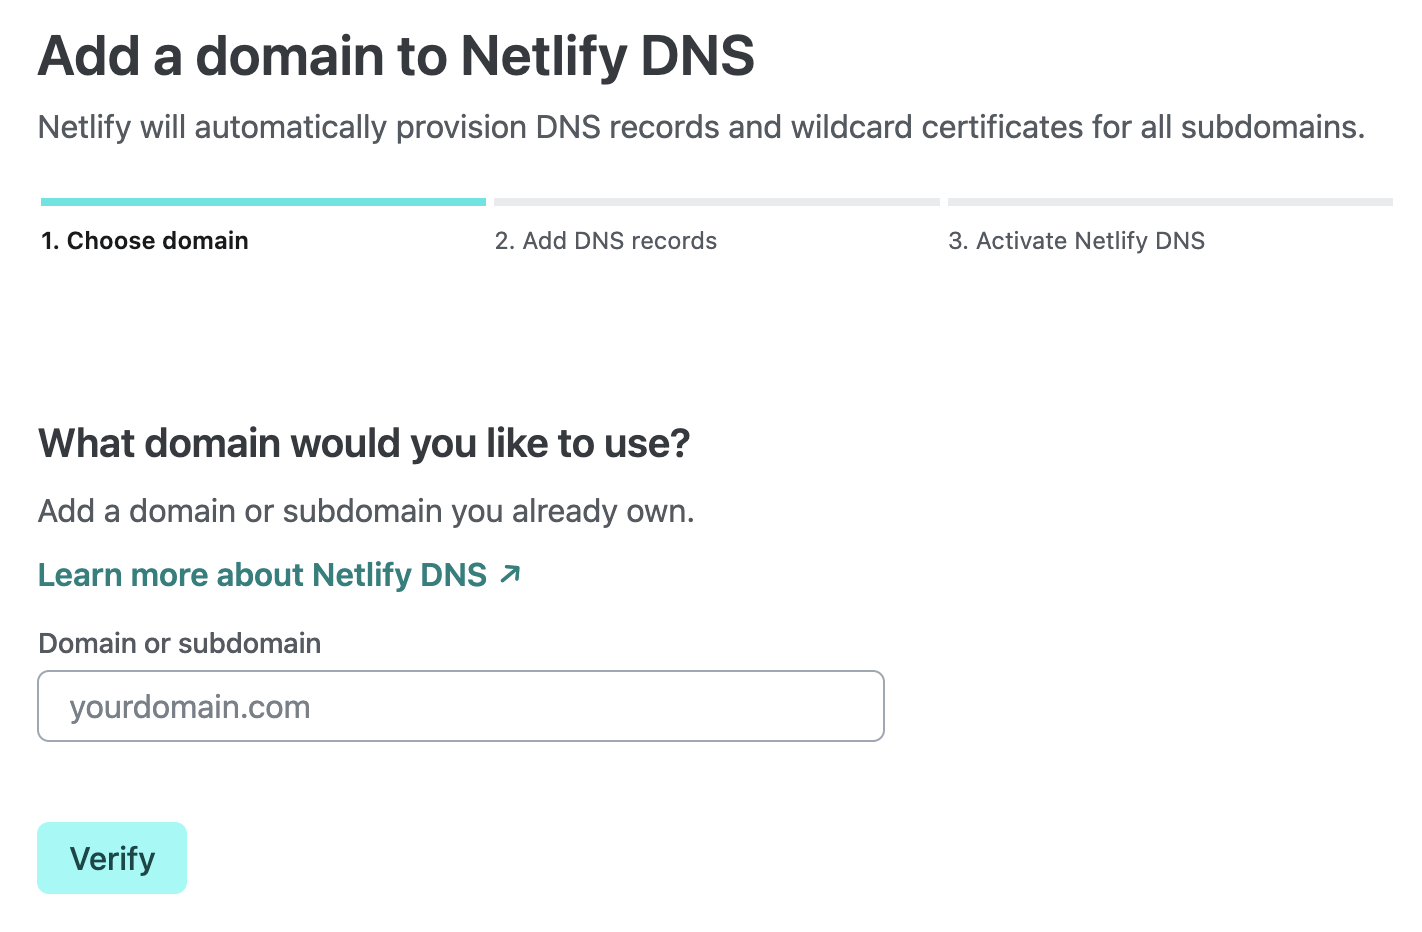 Add a domain to Netlify DNS
Netlify will automatically provision DNS records and wildcard certificates for all subdomains.
1. Choose domain
2. Add DNS records
3. Activate Netlify DNS
What domain would you like to use?
Add a domain or subdomain you already own.
Learn more about Netlify DNS ↗
Domain or subdomain
yourdomain.com
Verify